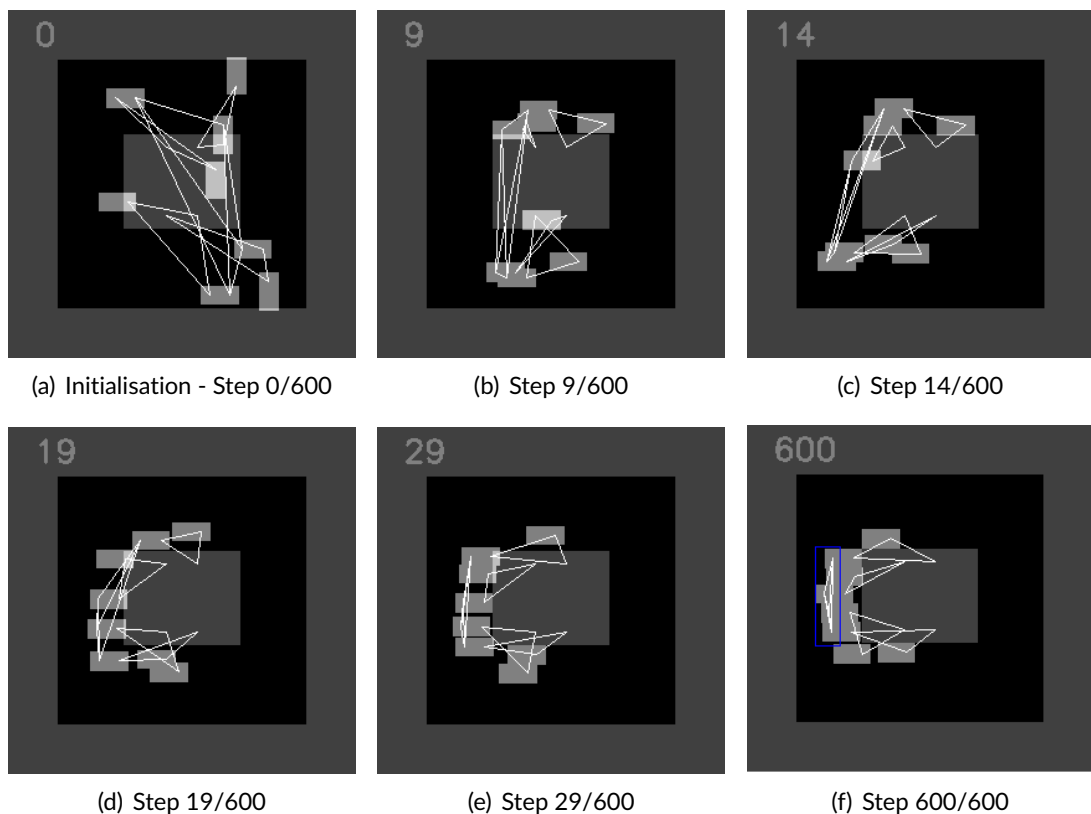 0
9
14
(a) Initialisation - Step 0/600
(b) Step 9/600
(c) Step 14/600
19
29
600
(d) Step 19/600
(e) Step 29/600
(f) Step 600/600